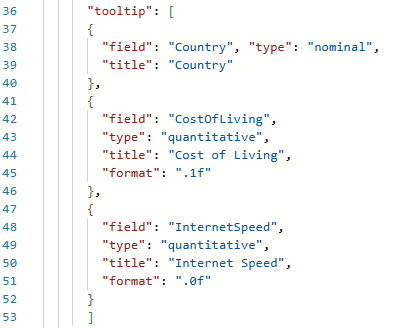 36 "tooltip": [
37 {
38 "field": "Country", "type": "nominal",
39 "title": "Country"
40 },
41 {
42 "field": "CostOfLiving",
43 "type": "quantitative",
44 "title": "Cost of Living",
45 "format": ".1f"
46 },
47 {
48 "field": "InternetSpeed",
49 "type": "quantitative",
50 "title": "Internet Speed",
51 "format": ".0f"
52 }
53 ]